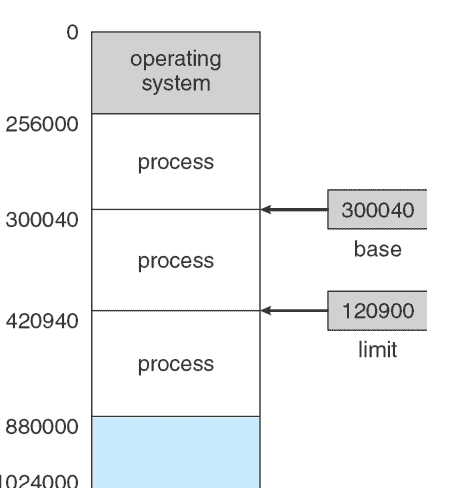 0
operating
system
256000
process
300040
300040
base
process
420940
120900
limit
process
880000
1024000